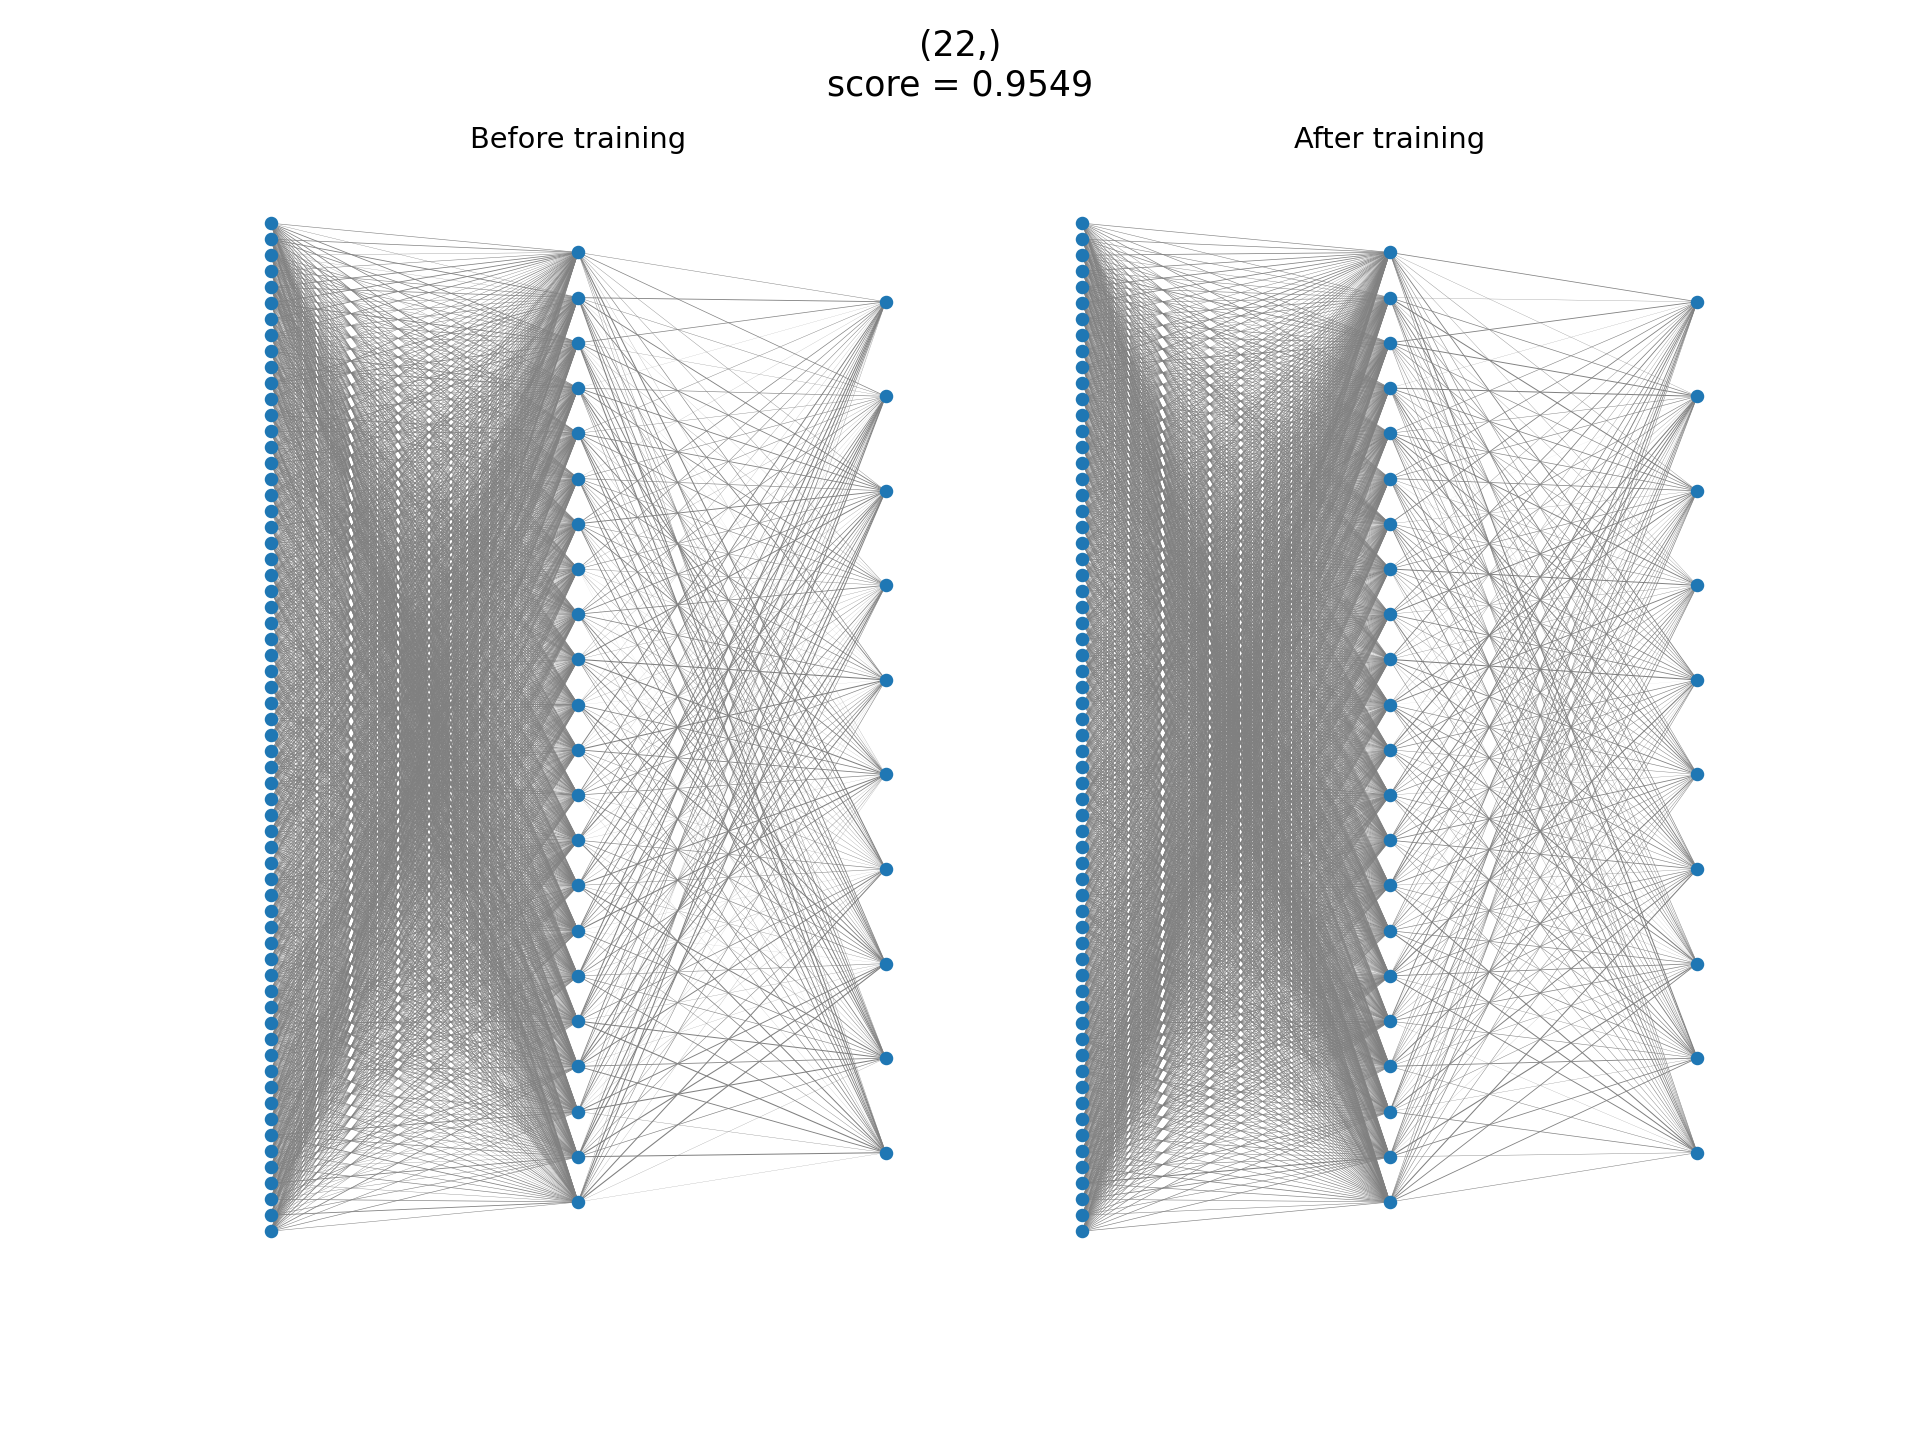 (22,)
score = 0.9549
Before training
After training